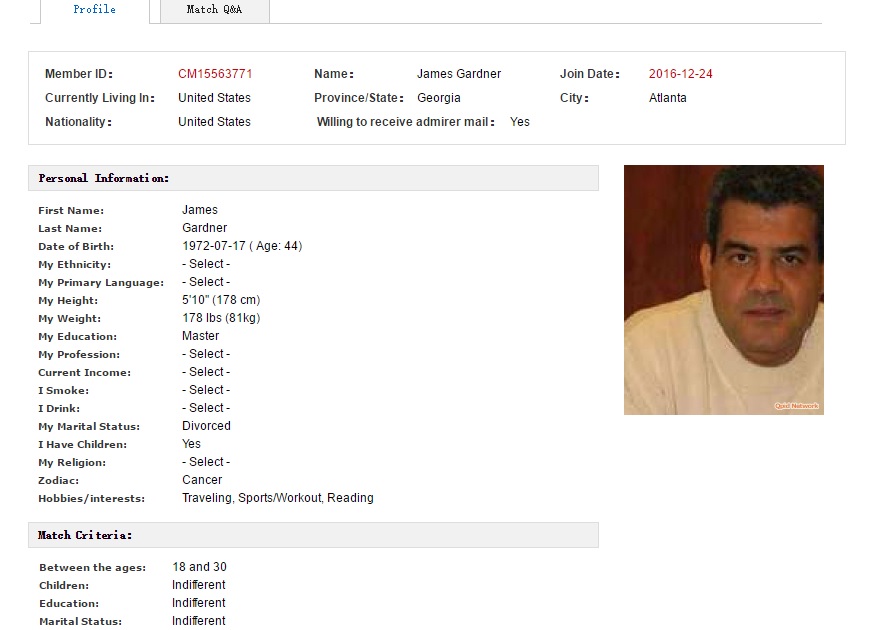 Profile
Match Q&A
Member ID: CM15563771 Name: James Gardner Join Date: 2016-12-24
Currently Living In: United States Province/State: Georgia City: Atlanta
Nationality: United States Willing to receive admirer mail: Yes
Personal Information:
First Name: James
Last Name: Gardner
Date of Birth: 1972-07-17 ( Age: 44)
My Ethnicity: - Select -
My Primary Language: - Select -
My Height: 5'10" (178 cm)
My Weight: 178 lbs (81kg)
My Education: Master
My Profession: - Select -
Current Income: - Select -
I Smoke: - Select -
I Drink: - Select -
My Marital Status: Divorced
I Have Children: Yes
My Religion: - Select -
Zodiac: Cancer
Hobbies/interests: Traveling, Sports/Workout, Reading
Match Criteria:
Between the ages: 18 and 30
Children: Indifferent
Education: Indifferent
Marital Status: Indifferent
Network